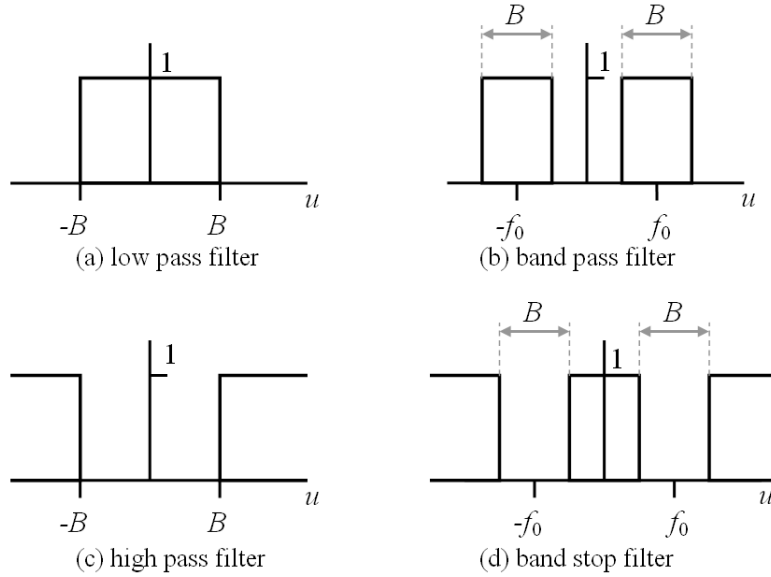 B B
1 1
u u
-B B -f₀ f₀
(a) low pass filter (b) band pass filter
B B
1 1
u u
-B B -f₀ f₀
(c) high pass filter (d) band stop filter